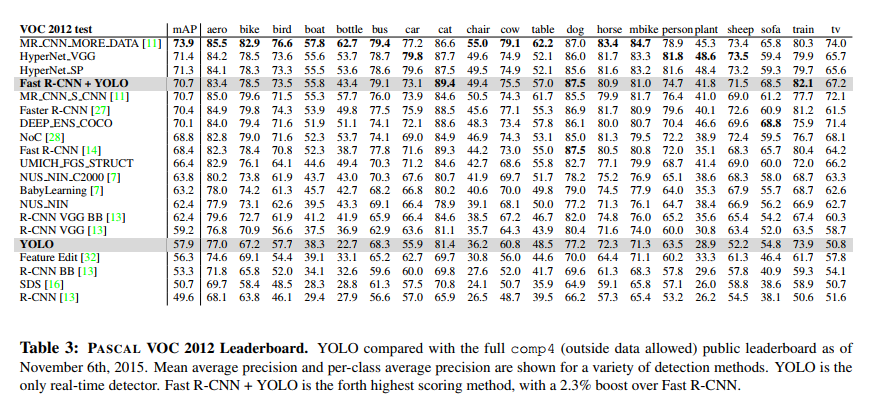 VOC 2012 test mAP aero bike bird boat bottle bus car cat chair cow table dog horse mbike person plant sheep sofa train tv
MR_CNN_MORE_DATA [11] 73.9 85.5 82.9 76.6 57.8 62.7 79.4 77.2 86.6 55.0 79.1 62.2 87.0 83.4 84.7 78.9 45.3 73.4 65.8 80.3 74.0
HyperNet_VGG 71.4 84.2 78.5 73.6 55.6 53.7 78.7 79.8 87.7 49.6 74.9 52.1 86.0 81.7 83.3 81.8 48.6 73.5 59.4 79.9 65.7
HyperNet_SP 71.3 84.1 78.3 73.3 55.5 53.6 78.6 79.6 87.5 49.5 74.9 52.1 85.6 81.6 83.2 81.6 48.4 73.2 59.3 79.7 65.6
Fast R-CNN + YOLO 70.7 83.4 78.5 73.5 55.8 43.4 79.1 73.1 89.4 49.4 75.5 57.0 87.5 80.9 81.0 74.7 41.8 71.5 68.5 82.1 67.2
MR_CNN_S_CNN [11] 70.7 85.0 79.6 71.5 55.3 57.7 76.0 73.9 84.6 50.5 74.3 61.7 85.5 79.9 81.7 76.4 41.0 69.0 61.2 77.7 72.1
Faster R-CNN [27] 70.4 84.9 79.8 74.3 53.9 49.8 77.5 75.9 88.5 45.6 77.1 55.3 86.9 81.7 80.9 79.6 40.1 72.6 60.9 81.2 61.5
DEEP_ENS_COCO 70.1 84.0 79.4 71.6 51.9 51.1 74.1 72.1 88.6 48.3 73.4 57.8 86.1 80.0 80.7 70.4 46.6 69.6 68.8 75.9 71.4
NoC [28] 68.8 82.8 79.0 71.6 52.3 53.7 74.1 69.0 84.9 46.9 74.3 53.1 85.0 81.3 79.5 72.2 38.9 72.4 59.5 76.7 68.1
Fast R-CNN [14] 68.4 82.3 78.4 70.8 52.3 38.7 77.8 71.6 89.3 44.2 73.0 55.0 87.5 80.5 80.8 72.0 35.1 68.3 65.7 80.4 64.2
UMICH_FGS_STRUCT 66.4 82.9 76.1 64.1 44.6 49.4 70.3 71.2 84.6 42.7 68.6 55.8 82.7 77.1 79.9 68.7 41.4 69.0 60.0 72.0 66.2
NUS_NIN_C2000 [7] 63.8 80.2 73.8 61.9 43.7 43.0 70.3 67.6 80.7 41.9 69.7 51.7 78.2 75.2 76.9 65.1 38.6 68.3 58.0 68.7 63.3
BabyLearning [7] 63.2 78.0 74.2 61.3 45.7 42.7 68.2 66.8 80.2 40.6 70.0 49.8 79.0 74.5 77.9 64.0 35.3 67.9 55.7 68.7 62.6
NUS_NIN 62.4 77.9 73.1 62.6 39.5 43.3 69.1 66.4 78.9 39.1 68.1 50.0 77.2 71.3 76.1 64.7 38.4 66.9 56.2 66.9 62.7
R-CNN VGG BB [13] 62.4 79.6 72.7 61.9 41.2 41.9 65.9 66.4 84.6 38.5 67.2 46.7 82.0 74.8 76.0 65.2 35.6 65.4 54.2 67.4 60.3
R-CNN VGG [13] 59.2 76.8 70.9 56.6 37.5 36.9 62.9 63.6 81.1 35.7 64.3 43.9 80.4 71.6 74.0 60.0 30.8 63.4 52.0 63.5 58.7
YOLO 57.9 77.0 67.2 57.7 38.3 22.7 68.3 55.9 81.4 36.2 60.8 48.5 77.2 72.3 71.3 63.5 28.9 52.2 54.8 73.9 50.8
Feature Edit [32] 56.3 74.6 69.1 54.4 39.1 33.1 65.2 62.7 69.7 30.8 56.0 44.6 70.0 64.4 71.1 60.2 33.3 61.3 46.4 61.7 57.8
R-CNN BB [13] 53.3 71.8 65.8 52.0 34.1 32.6 59.6 60.0 69.8 27.6 52.0 41.7 69.6 61.3 68.3 57.8 29.6 57.8 40.9 59.3 54.1
SDS [16] 50.7 69.7 58.4 48.5 28.3 28.8 61.3 57.5 70.8 24.1 50.7 35.9 64.9 59.1 65.8 57.1 26.0 58.8 38.6 58.9 50.7
R-CNN [13] 49.6 68.1 63.8 46.1 29.4 27.9 56.6 57.0 65.9 26.5 48.7 39.5 66.2 57.3 65.4 53.2 26.2 54.5 38.1 50.6 51.6
Table 3: PASCAL VOC 2012 Leaderboard. YOLO compared with the full comp4 (outside data allowed) public leaderboard as of
November 6th, 2015. Mean average precision and per-class average precision are shown for a variety of detection methods. YOLO is the
only real-time detector. Fast R-CNN + YOLO is the forth highest scoring method, with a 2.3% boost over Fast R-CNN.